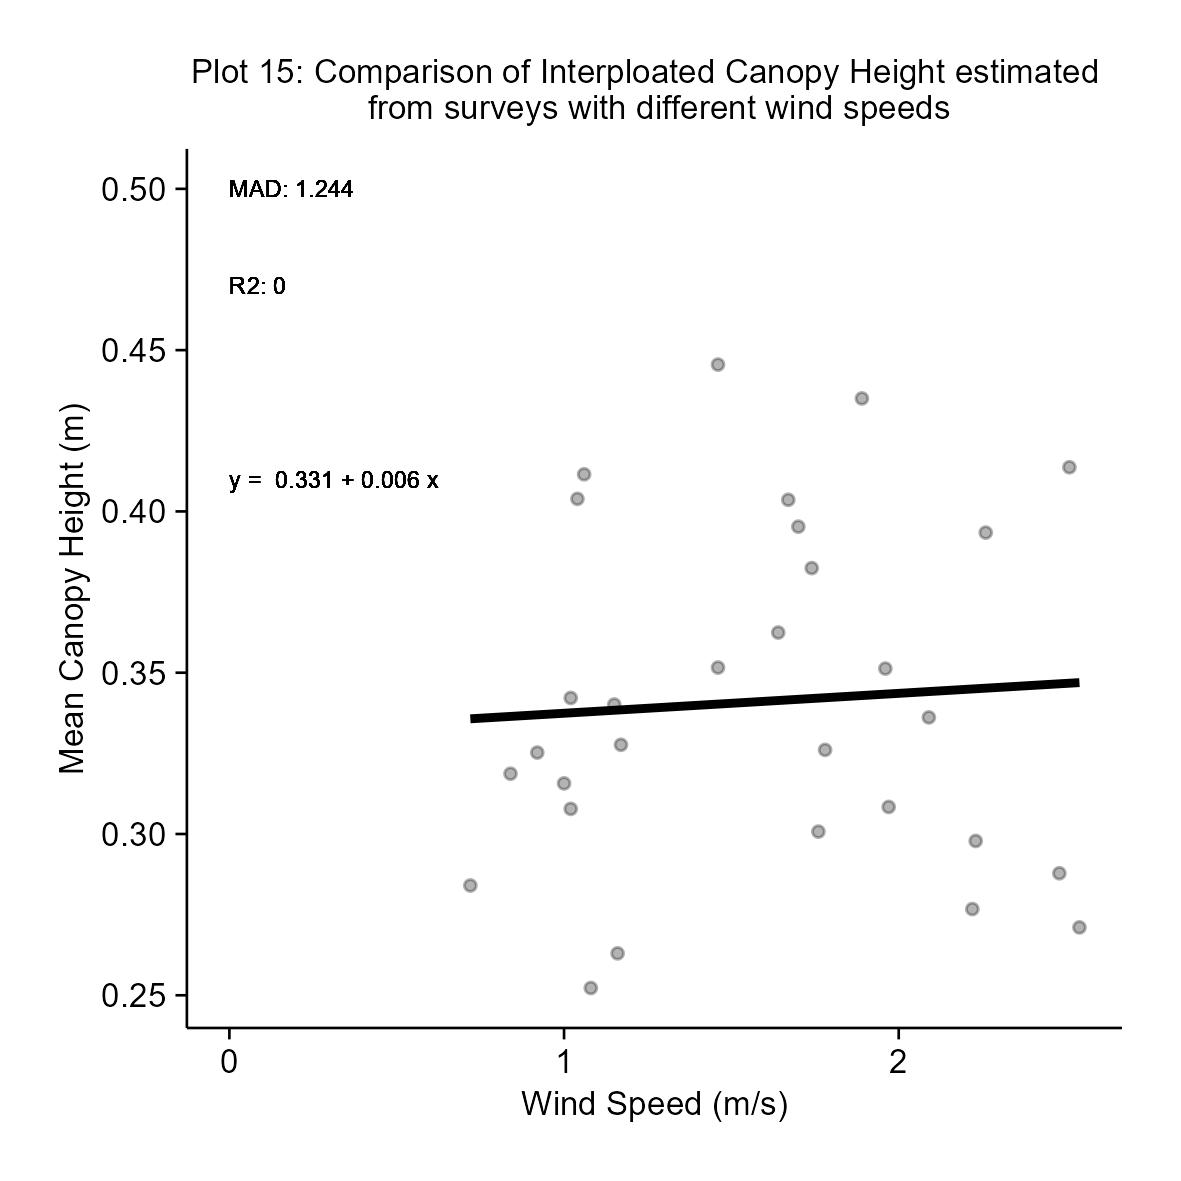 Plot 15: Comparison of Interploated Canopy Height estimated
from surveys with different wind speeds
0.50
MAD: 1.244
R2: 0
0.45
y =  0.331 + 0.006 x
0.40
Mean Canopy Height (m)
0.35
0.30
0.25
0 1 2
Wind Speed (m/s)